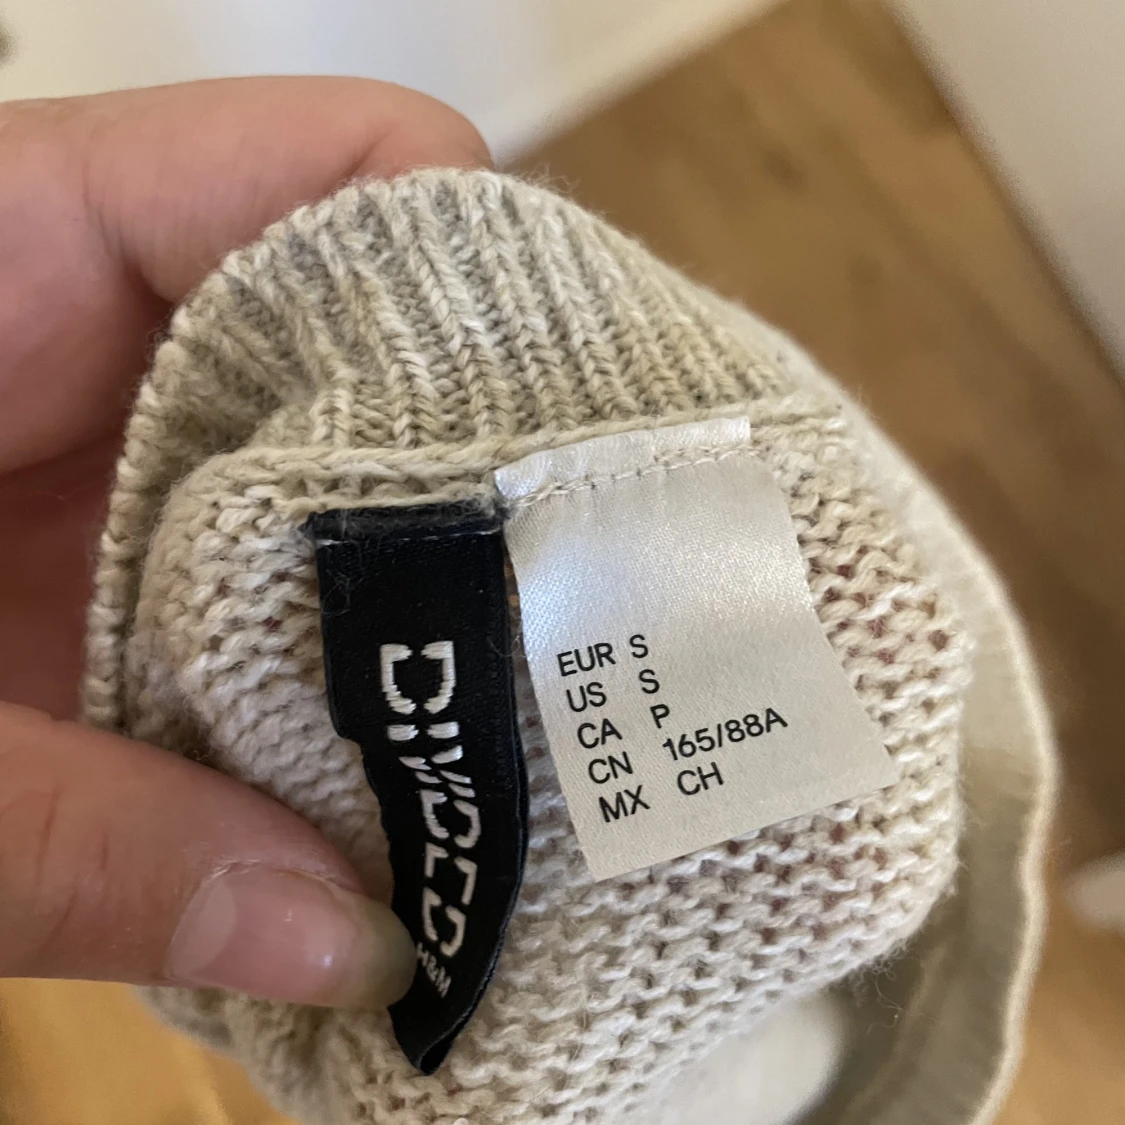 DIVIDED
H&M
EUR S
US S
CA P
CN 165/88A
MX CH